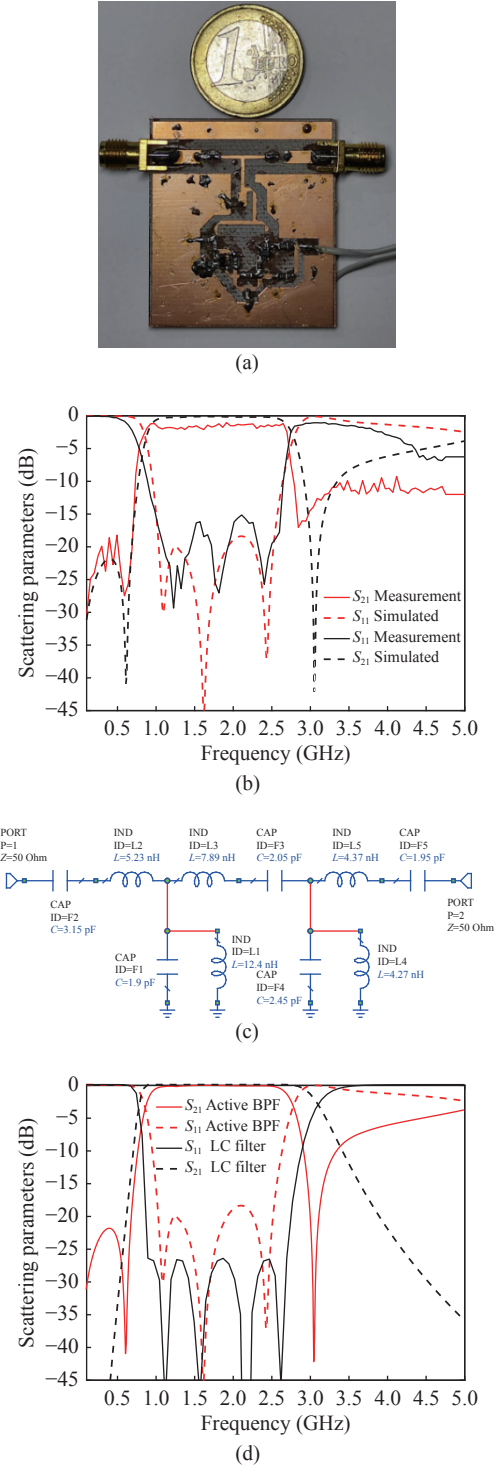 1
EURO
(a)
Scattering parameters (dB)
0
−5
−10
−15
−20
−25
−30
−35
−40
−45
S21 Measurement
S11 Simulated
S11 Measurement
S21 Simulated
0.5 1.0 1.5 2.0 2.5 3.0 3.5 4.0 4.5 5.0
Frequency (GHz)
(b)
PORT
P=1
Z=50 Ohm
CAP
ID=F2
C=3.15 pF
IND
ID=L2
L=5.23 nH
IND
ID=L3
L=7.89 nH
CAP
ID=F3
C=2.05 pF
IND
ID=L5
L=4.37 nH
CAP
ID=F5
C=1.95 pF
PORT
P=2
Z=50 Ohm
CAP
ID=F1
C=1.9 pF
IND
ID=L1
L=12.4 nH
CAP
ID=F4
C=2.45 pF
IND
ID=L4
L=4.27 nH
(c)
Scattering parameters (dB)
0
−5
−10
−15
−20
−25
−30
−35
−40
−45
S21 Active BPF
S11 Active BPF
S11 LC filter
S21 LC filter
0.5 1.0 1.5 2.0 2.5 3.0 3.5 4.0 4.5 5.0
Frequency (GHz)
(d)